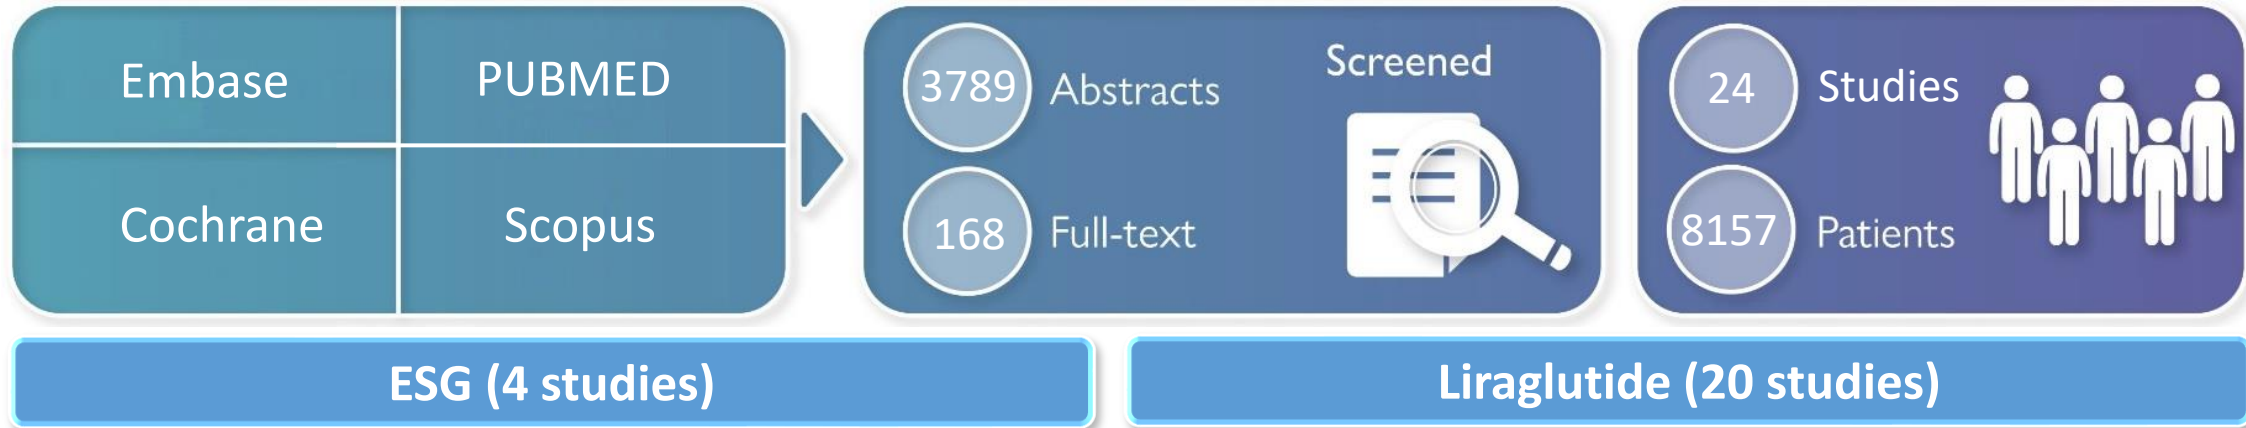 Embase
PUBMED
Cochrane
Scopus
3789 Abstracts
168 Full-text
Screened
24 Studies
8157 Patients
ESG (4 studies)
Liraglutide (20 studies)